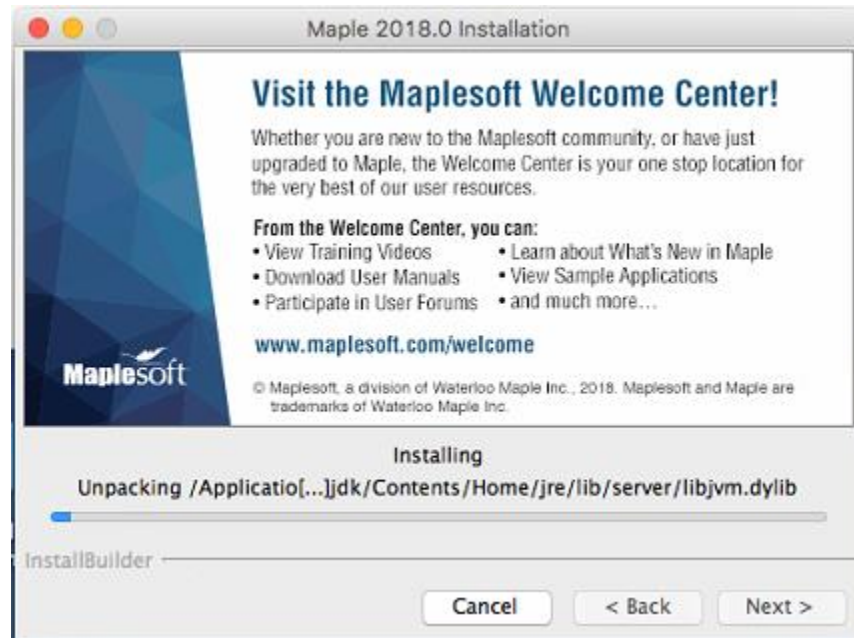 Maple 2018.0 Installation
Visit the Maplesoft Welcome Center!
Whether you are new to the Maplesoft community, or have just
upgraded to Maple, the Welcome Center is your one stop location for
the very best of our user resources.
From the Welcome Center, you can:
• View Training Videos
• Download User Manuals
• Participate in User Forums
• Learn about What's New in Maple
• View Sample Applications
• and much more…
www.maplesoft.com/welcome
Maplesoft
© Maplesoft, a division of Waterloo Maple Inc., 2018. Maplesoft and Maple are
trademarks of Waterloo Maple Inc.
Installing
Unpacking /Applicatio[...]jdk/Contents/Home/jre/lib/server/libjvm.dylib
InstallBuilder
Cancel
< Back
Next >